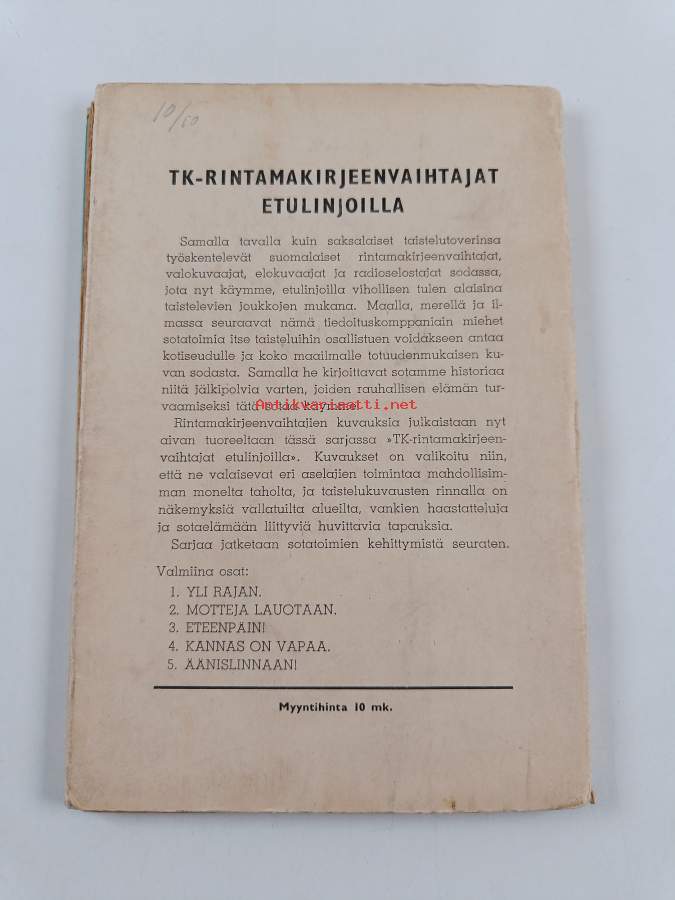 10/60
TK-RINTAMAKIRJEENVAIHTAJAT
ETULINJOILLA
Samalla tavalla kuin saksalaiset taistelutoverinsa
työskentelevät suomalaiset rintamakirjeenvaihtajat,
valokuvaajat, elokuvaajat ja radioselostajat sodassa,
jota nyt käymme, etulinjoilla vihollisen tulen alaisina
taistelevien joukkojen mukana. Maalla, merellä ja il-
massa seuraavat nämä tiedoituskomppaniain miehet
sotatoimia itse taisteluihin osallistuen voidakseen antaa
kotiseudulle ja koko maailmalle totuudenmukaisen ku-
van sodasta. Samalla he kirjoittavat sotamme historiaa
niitä jälkipolvia varten, joiden rauhallisen elämän tur-
vaamiseksi tätä sotaa käymme.
Antikvariaatti.net
Rintamakirjeenvaihtajien kuvauksia julkaistaan nyt
aivan tuoreeltaan tässä sarjassa »TK-rintamakirjeen-
vaihtajat etulinjoilla». Kuvaukset on valikoitu niin,
että ne valaisevat eri aselajien toimintaa mahdollisim-
man monelta taholta, ja taistelukuvausten rinnalla on
näkemyksiä vallatuilta alueilta, vankien haastatteluja
ja sotaelämään liittyviä huvittavia tapauksia.
Sarjaa jatketaan sotatoimien kehittymistä seuraten.
Valmiina osat:
1. YLI RAJAN.
2. MOTTEJA LAUOTAAN.
3. ETEENPÄIN!
4. KANNAS ON VAPAA.
5. ÄÄNISLINNAAN!
Myyntihinta 10 mk.